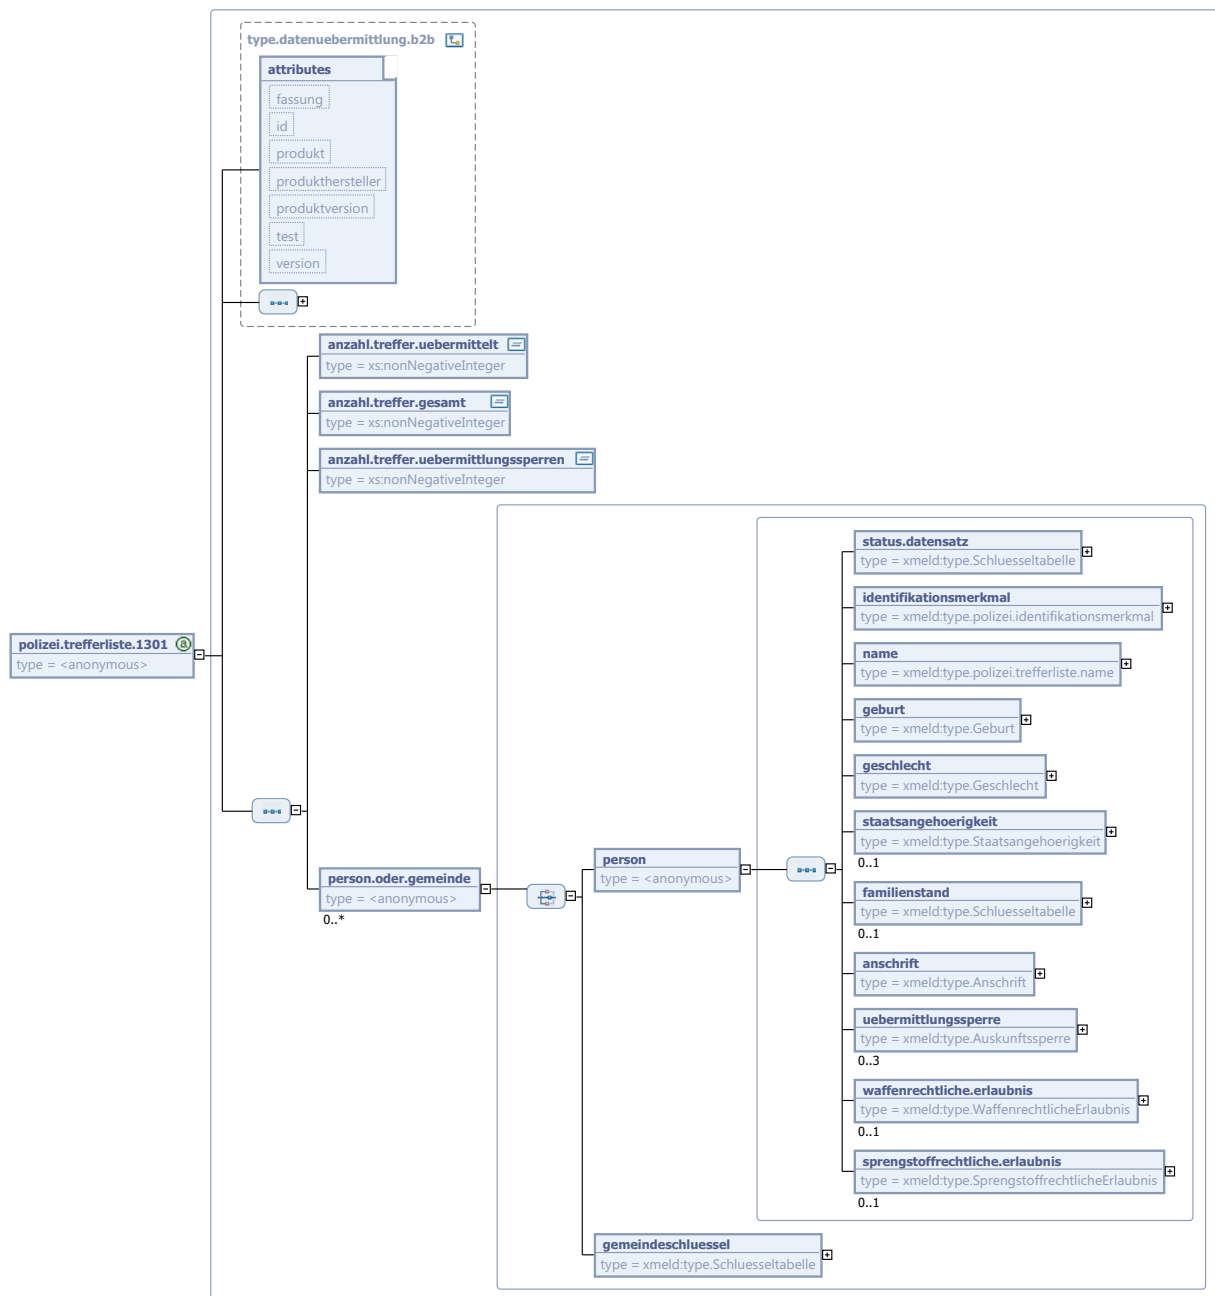 type.datenuebermittlung.b2b
attributes
fassung
id
produkt
produkthersteller
produktversion
test
version
anzahl.treffer.uebermittelt
type = xs:nonNegativeInteger
anzahl.treffer.gesamt
type = xs:nonNegativeInteger
anzahl.treffer.uebermittlungssperren
type = xs:nonNegativeInteger
polizei.trefferliste.1301 a
type = <anonymous>
person.oder.gemeinde
type = <anonymous>
0..*
person
type = <anonymous>
status.datensatz
type = xmeld:type.Schluesseltabelle
identifikationsmerkmal
type = xmeld:type.polizei.identifikationsmerkmal
name
type = xmeld:type.polizei.trefferliste.name
geburt
type = xmeld:type.Geburt
geschlecht
type = xmeld:type.Geschlecht
staatsangehoerigkeit
type = xmeld:type.Staatsangehoerigkeit
0..1
familienstand
type = xmeld:type.Schluesseltabelle
0..1
anschrift
type = xmeld:type.Anschrift
uebermittlungssperre
type = xmeld:type.Auskunftssperre
0..3
waffenrechtliche.erlaubnis
type = xmeld:type.WaffenrechtlicheErlaubnis
0..1
sprengstoffrechtliche.erlaubnis
type = xmeld:type.SprengstoffrechtlicheErlaubnis
0..1
gemeindeschluessel
type = xmeld:type.Schluesseltabelle